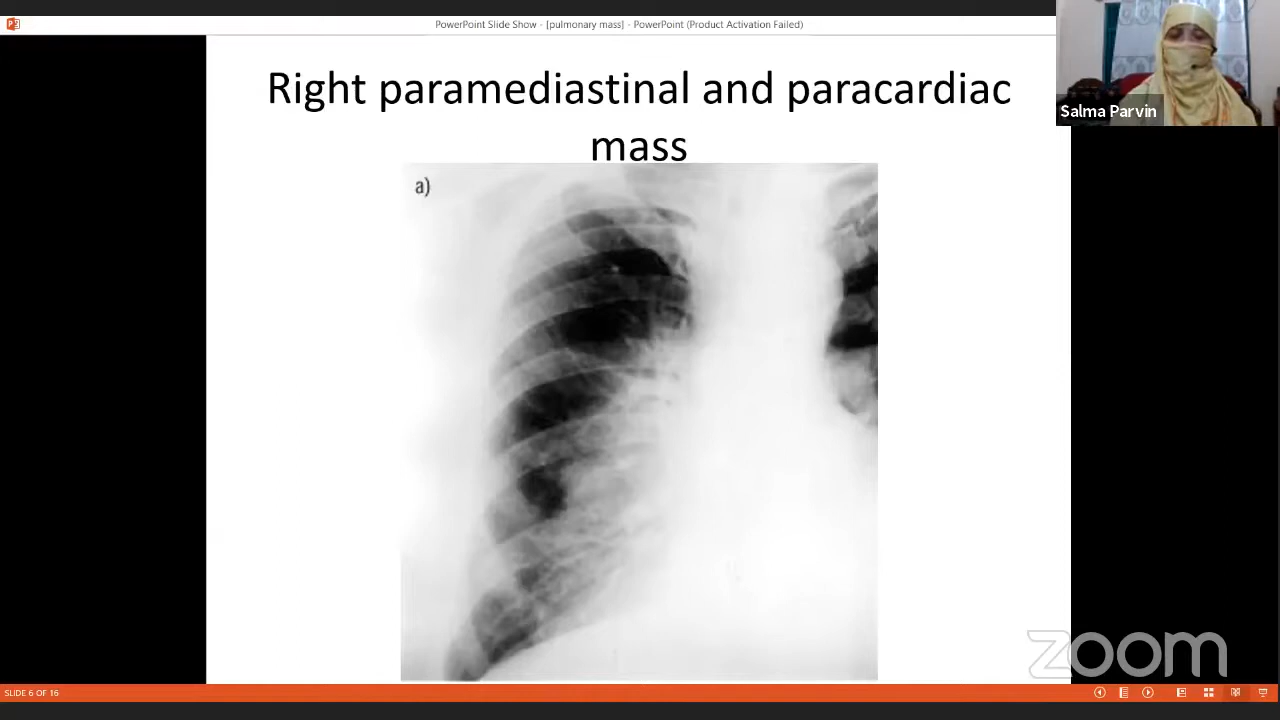 PowerPoint Slide Show - [pulmonary mass] - PowerPoint (Product Activation Failed)
Salma Parvin
Right paramediastinal and paracardiac
mass
a)
zoom
SLIDE 6 OF 16